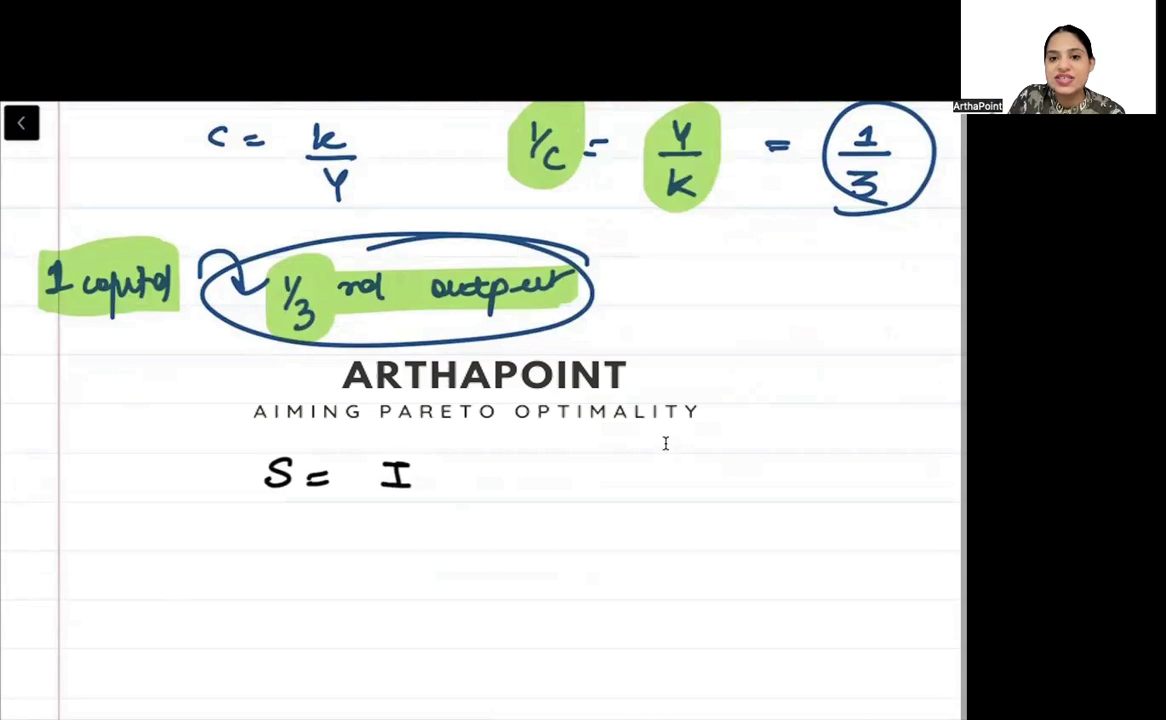 ArthaPoint
c = k/Y 1/c = Y/k = 1/3
1 capital 1/3 rd output
ARTHAPOINT
AIMING PARETO OPTIMALITY
S = I